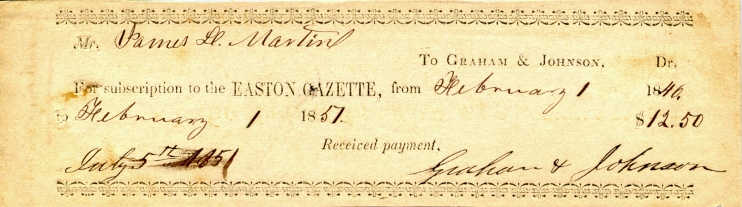 Mr. James Martin
To GRAHAM & JOHNSON, Dr.
For subscription to the EASTON GAZETTE, from February 1 1846.
to February 1 1851. $12.50
Received payment,
July 5th 1851 Graham & Johnson